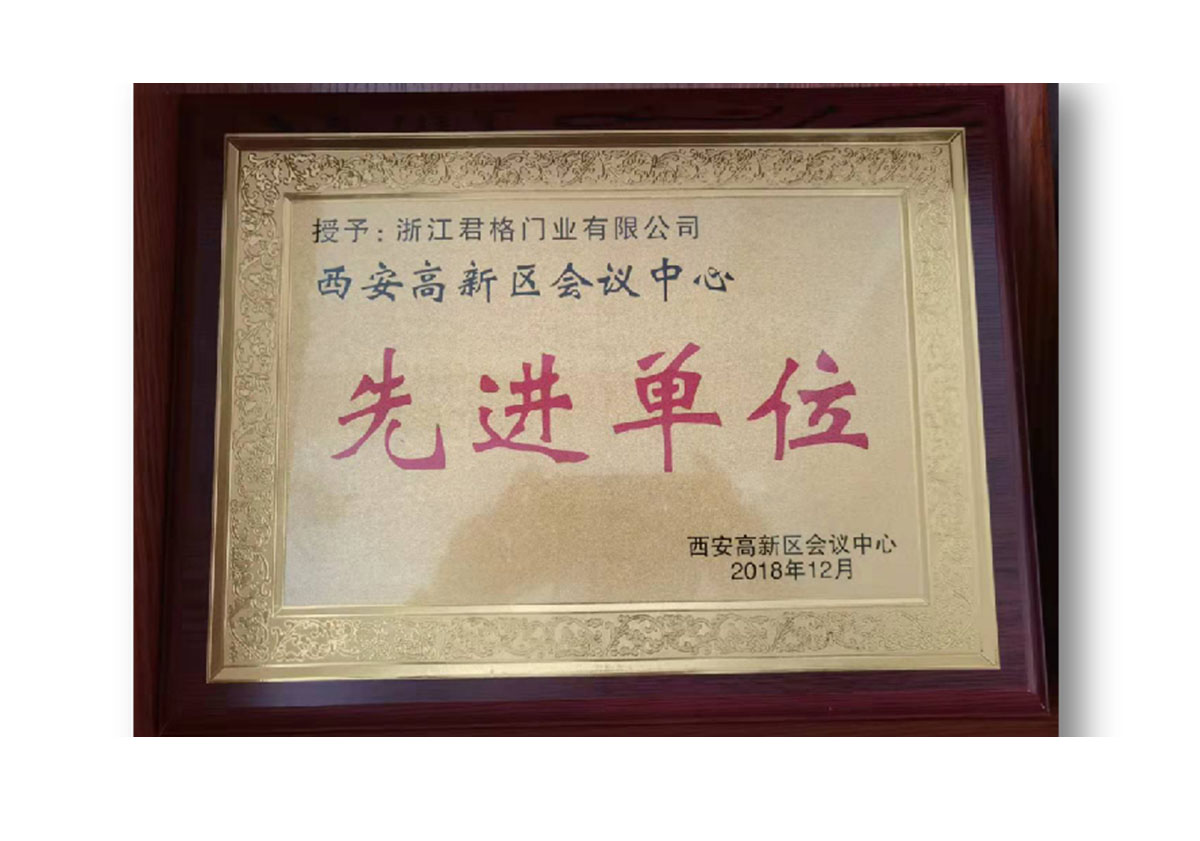 授予：浙江君格门业有限公司
西安高新区会议中心
先进单位
西安高新区会议中心
2018年12月